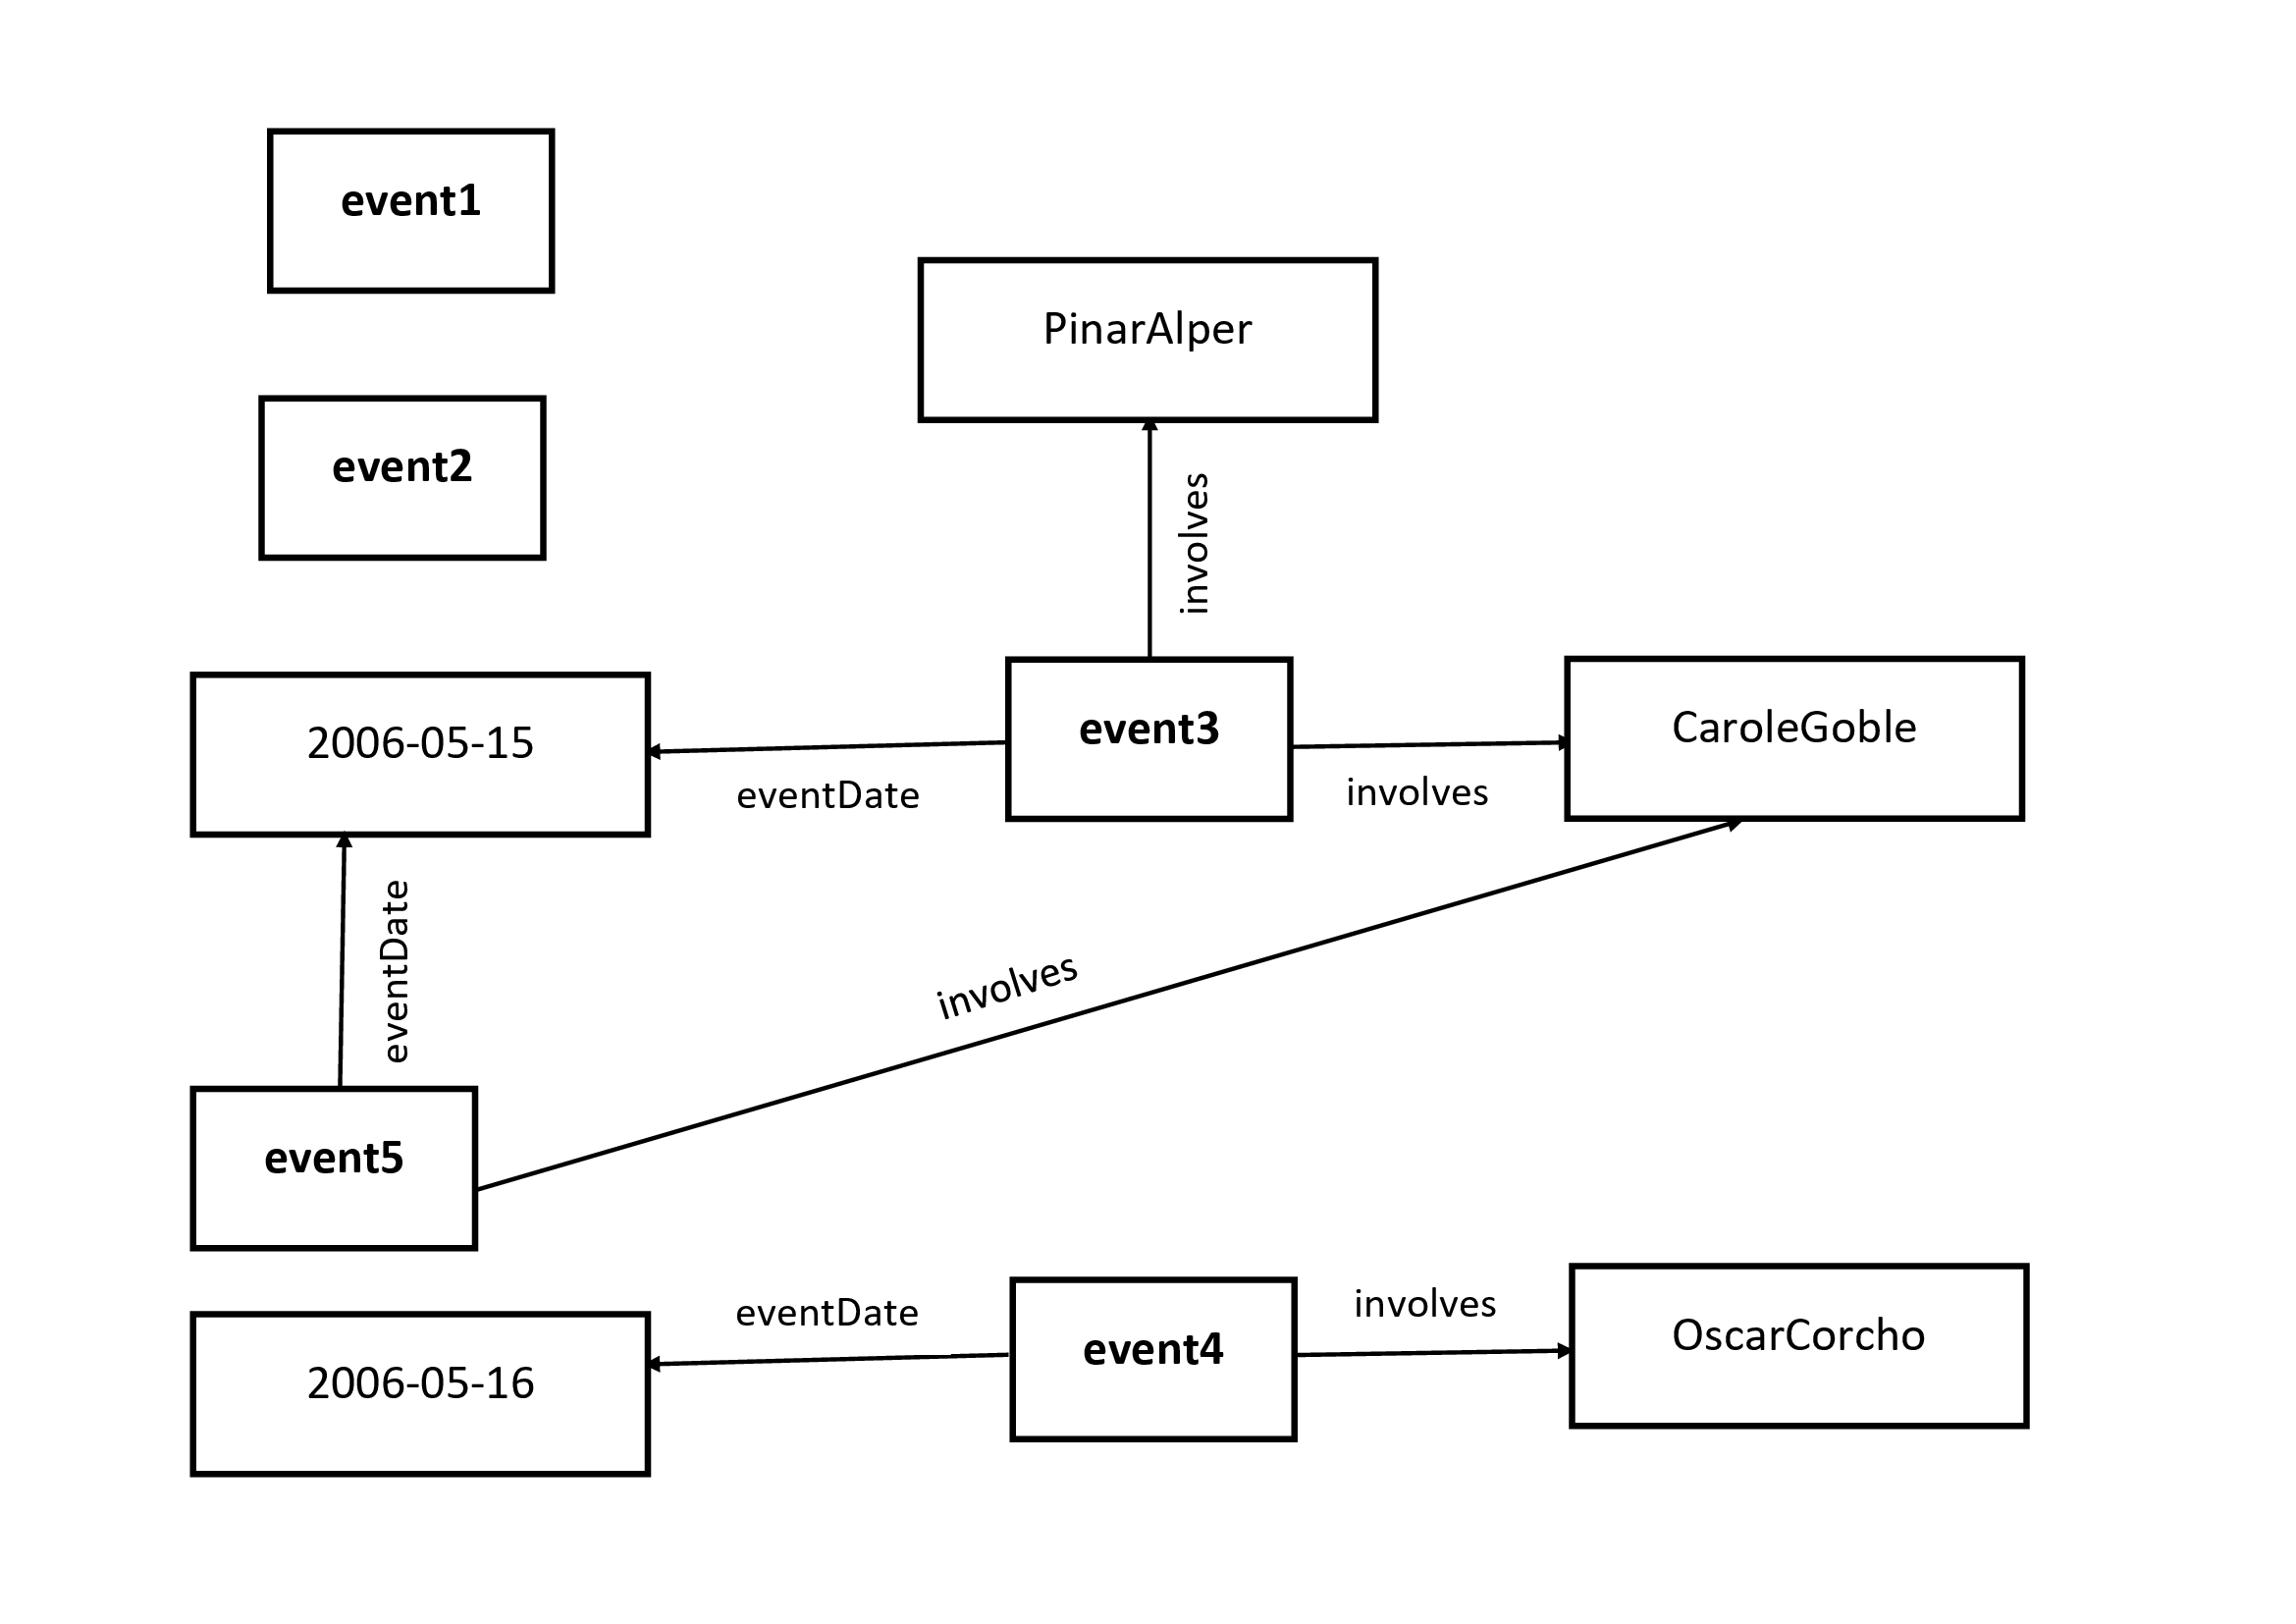 event1
PinarAlper
event2
involves
event3
CaroleGoble
2006-05-15
eventDate
involves
eventDate
involves
event5
eventDate
involves
OscarCorcho
event4
2006-05-16